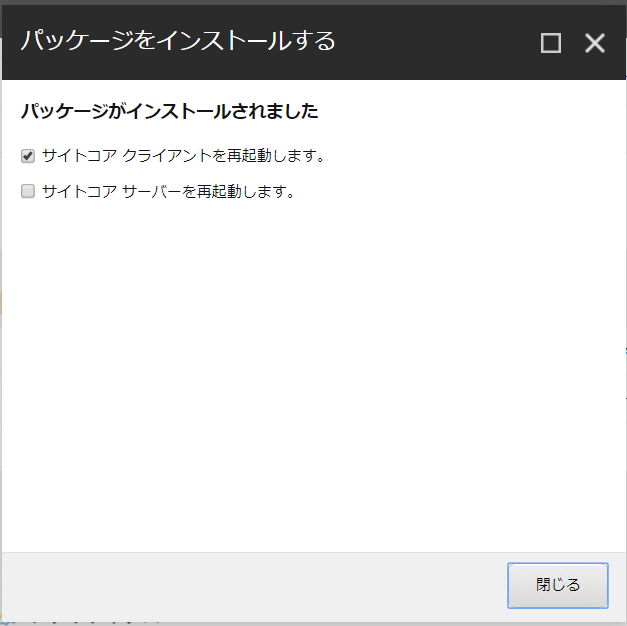 パッケージをインストールする
パッケージがインストールされました
サイトコア クライアントを再起動します。
サイトコア サーバーを再起動します。
閉じる